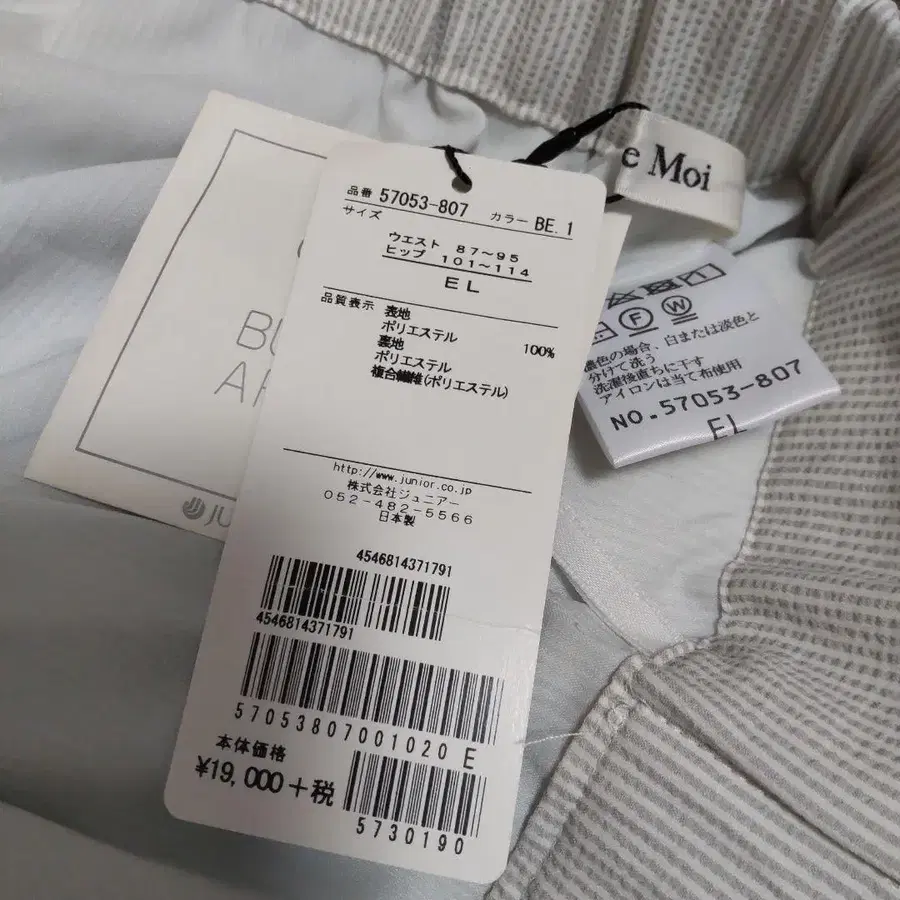 e Moi
品番 57053-807 カラー BE.1
サイズ
ウエスト 87～95
ヒップ 101～114
EL
品質表示 表地
ポリエステル 100%
裏地
ポリエステル
複合繊維(ポリエステル)
http://www.junior.co.jp
株式会社ジュニアー
052-482-5566
日本製
4546814371791
4546814371791
57053807001020 E
本体価格
¥19,000+税
5730190
F W
濃色の場合、白または淡色と
分けて洗う
洗濯後直ちに干す
アイロンは当て布使用
NO.57053-807
EL
JU